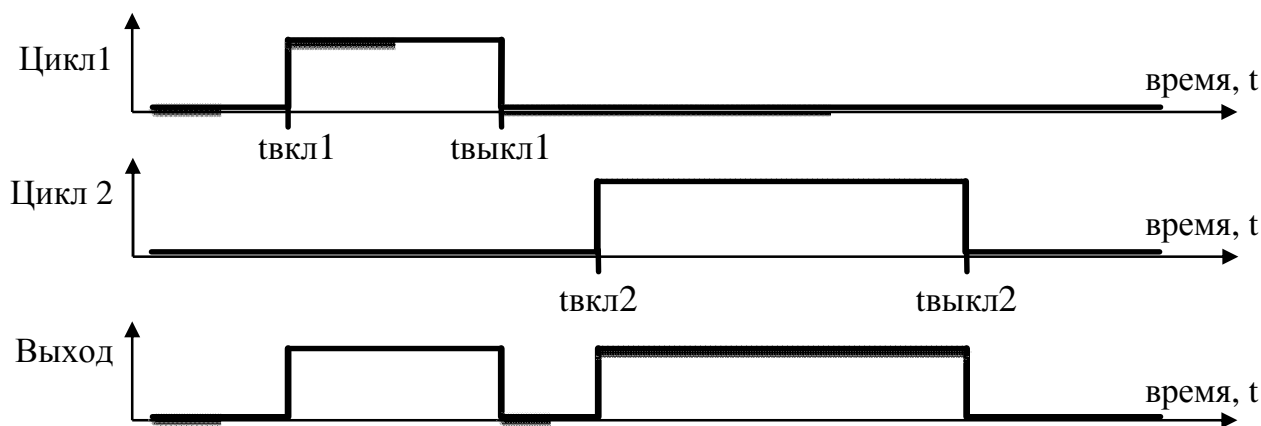 Цикл1
время, t
tвкл1
tвыкл1
Цикл 2
время, t
tвкл2
tвыкл2
Выход
время, t